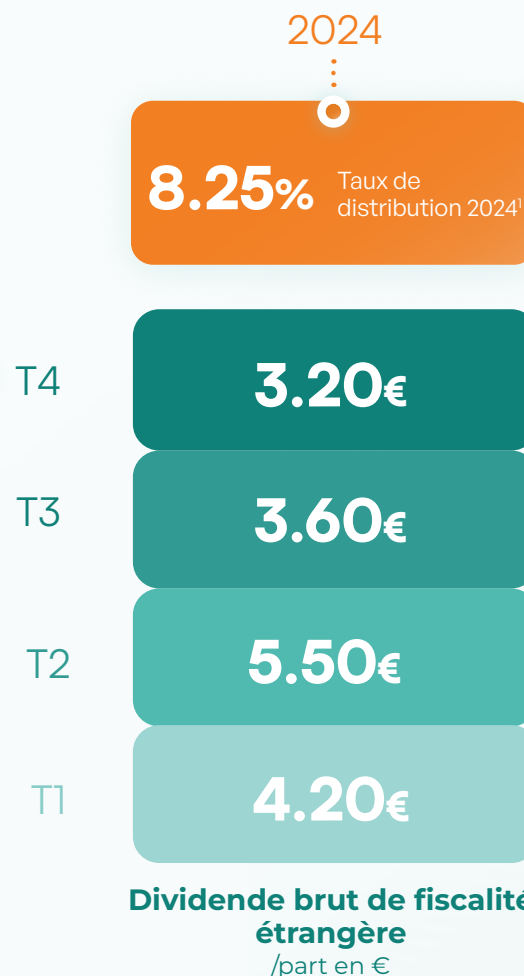 2024
8.25% Taux de
distribution 2024¹
T4 3.20€
T3 3.60€
T2 5.50€
T1 4.20€
Dividende brut de fiscalité
étrangère
/part en €